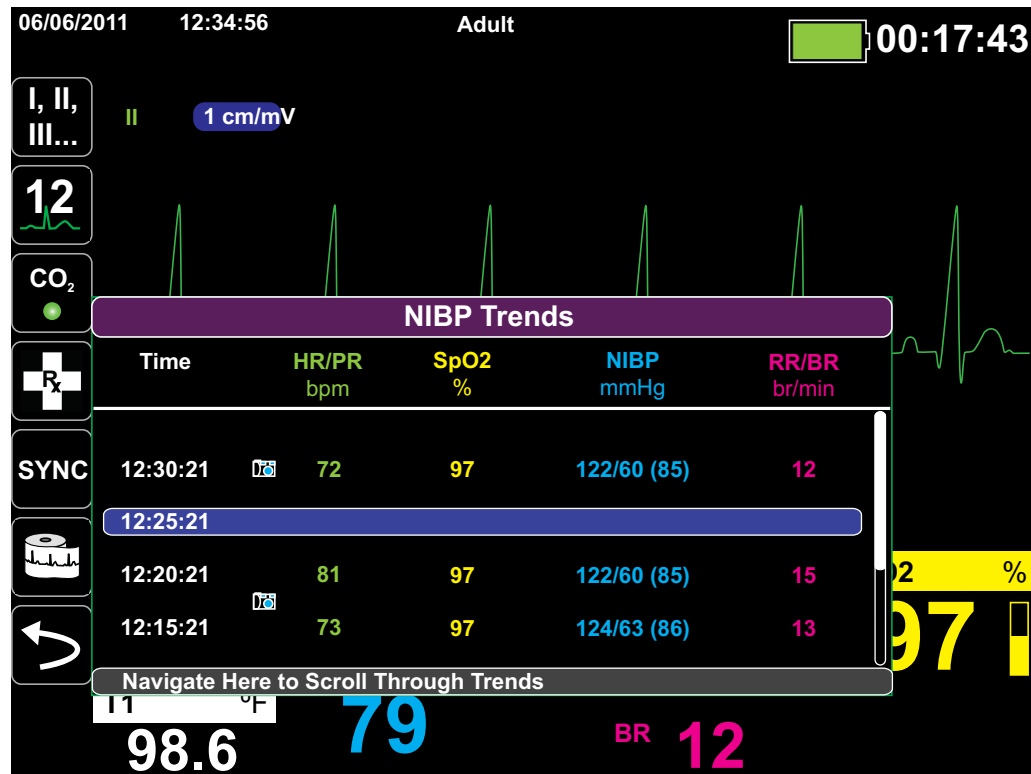 06/06/2011 12:34:56 Adult 00:17:43
I, II,
III...
II 1 cm/mV
12
CO2
NIBP Trends
Time HR/PR SpO2 NIBP RR/BR
bpm % mmHg br/min
Rx
SYNC 12:30:21 72 97 122/60 (85) 12
12:25:21
12:20:21 81 97 122/60 (85) 15
O2 %
12:15:21 73 97 124/63 (86) 13
97
Navigate Here to Scroll Through Trends
T1 °F
98.6 79 BR 12